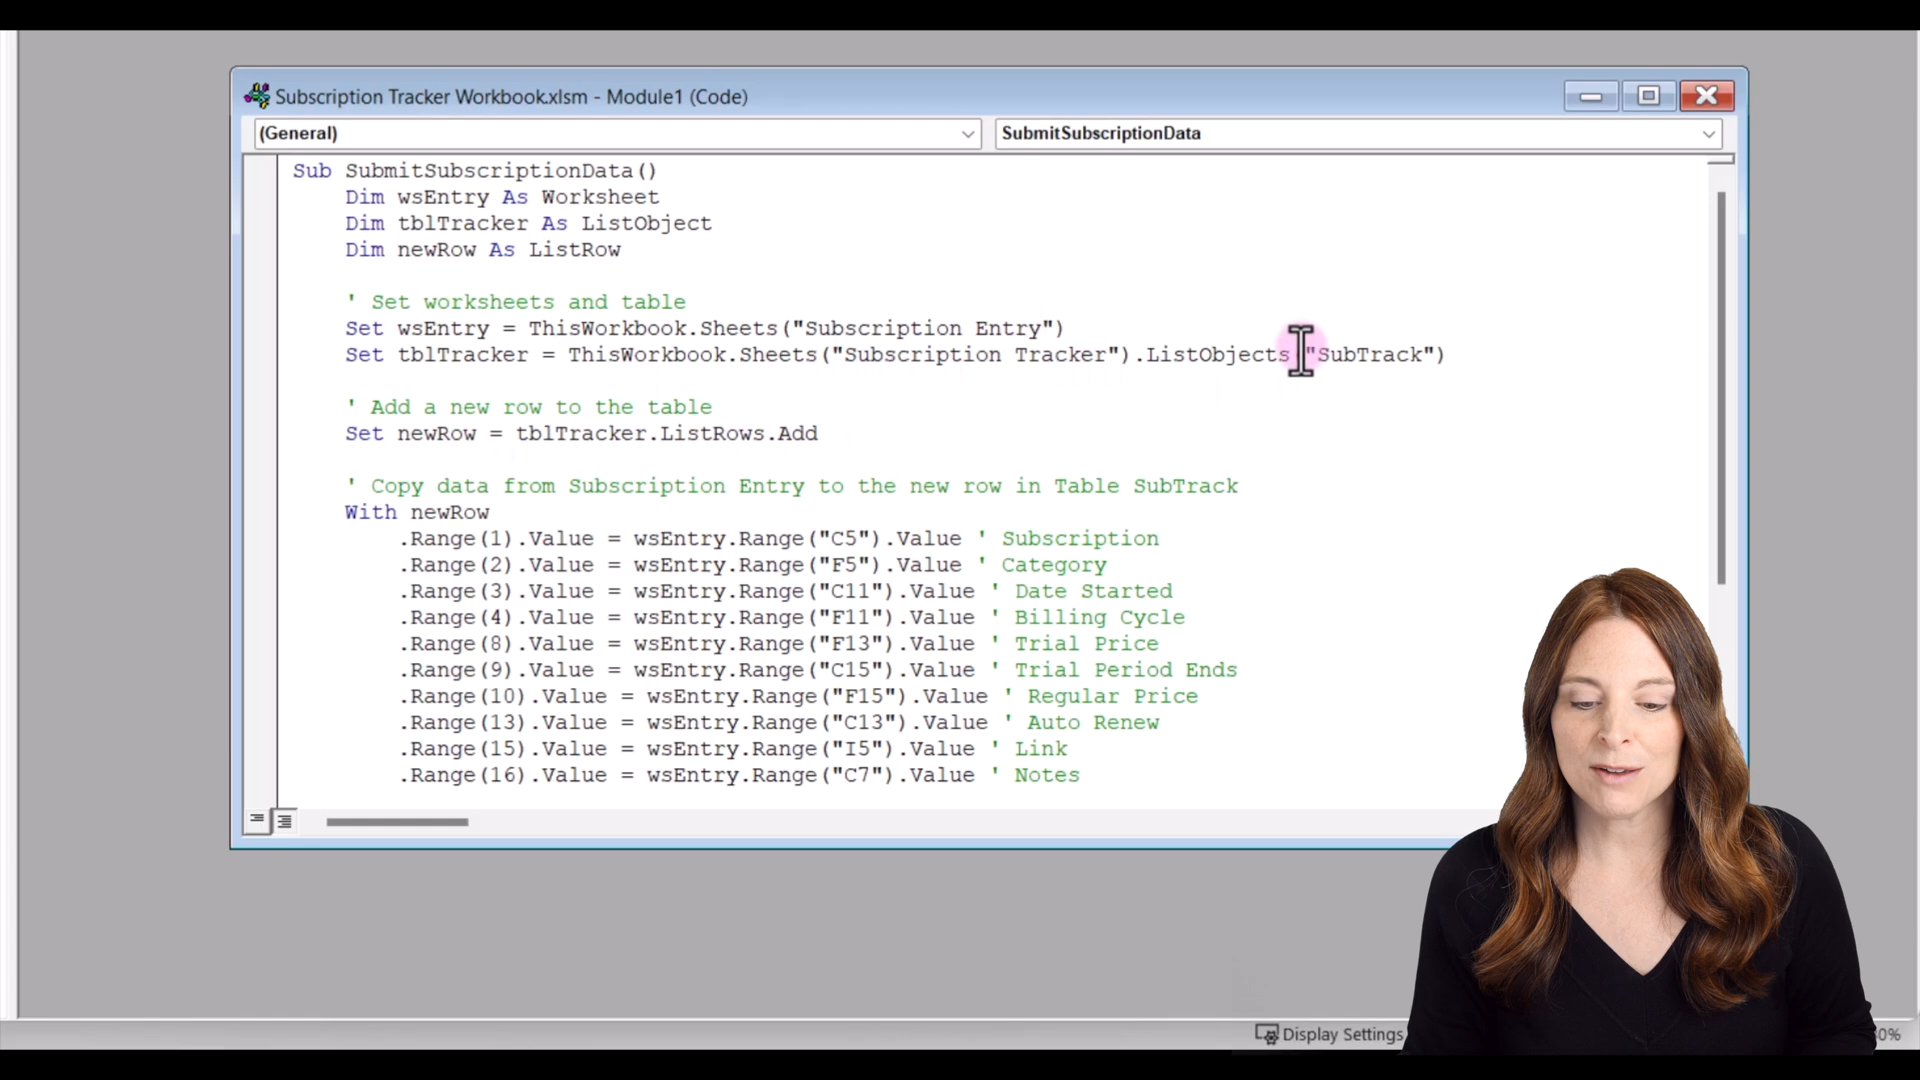 Subscription Tracker Workbook.xlsm - Module1 (Code)
(General)
SubmitSubscriptionData
Sub SubmitSubscriptionData()
Dim wsEntry As Worksheet
Dim tblTracker As ListObject
Dim newRow As ListRow
' Set worksheets and table
Set wsEntry = ThisWorkbook.Sheets("Subscription Entry")
Set tblTracker = ThisWorkbook.Sheets("Subscription Tracker").ListObjects("SubTrack")
' Add a new row to the table
Set newRow = tblTracker.ListRows.Add
' Copy data from Subscription Entry to the new row in Table SubTrack
With newRow
.Range(1).Value = wsEntry.Range("C5").Value ' Subscription
.Range(2).Value = wsEntry.Range("F5").Value ' Category
.Range(3).Value = wsEntry.Range("C11").Value ' Date Started
.Range(4).Value = wsEntry.Range("F11").Value ' Billing Cycle
.Range(8).Value = wsEntry.Range("F13").Value ' Trial Price
.Range(9).Value = wsEntry.Range("C15").Value ' Trial Period Ends
.Range(10).Value = wsEntry.Range("F15").Value ' Regular Price
.Range(13).Value = wsEntry.Range("C13").Value ' Auto Renew
.Range(15).Value = wsEntry.Range("I5").Value ' Link
.Range(16).Value = wsEntry.Range("C7").Value ' Notes
Display Settings